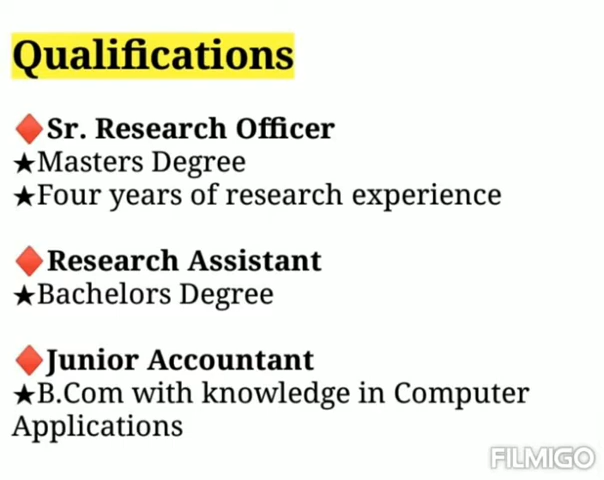 Qualifications
♦Sr. Research Officer
★Masters Degree
★Four years of research experience
♦Research Assistant
★Bachelors Degree
♦Junior Accountant
★B.Com with knowledge in Computer
Applications
FILMIGO